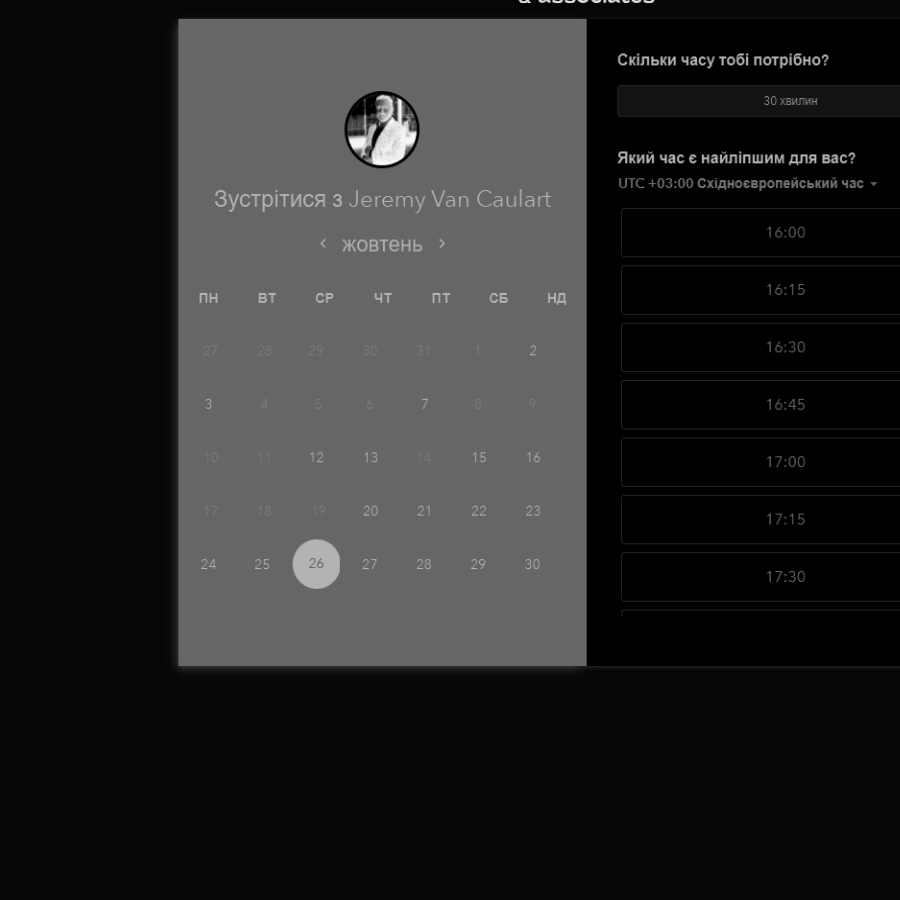 & associates
Зустрітися з Jeremy Van Caulart
жовтень
ПН ВТ СР ЧТ ПТ СБ НД
27 28 29 30 31 1 2
3 4 5 6 7 8 9
10 11 12 13 14 15 16
17 18 19 20 21 22 23
24 25 26 27 28 29 30
Скільки часу тобі потрібно?
30 хвилин
Який час є найліпшим для вас?
UTC +03:00 Східноєвропейський час
16:00
16:15
16:30
16:45
17:00
17:15
17:30